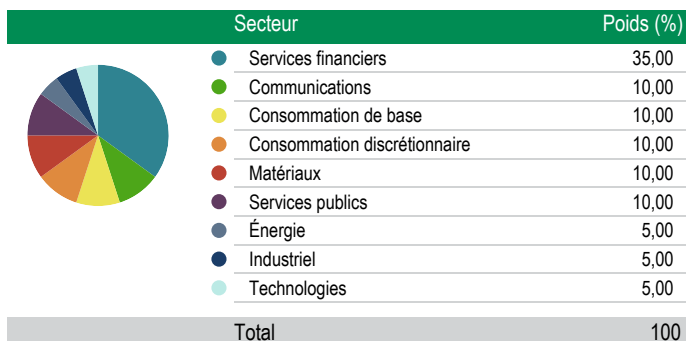 Secteur Poids (%)
Services financiers 35,00
Communications 10,00
Consommation de base 10,00
Consommation discrétionnaire 10,00
Matériaux 10,00
Services publics 10,00
Énergie 5,00
Industriel 5,00
Technologies 5,00
Total 100